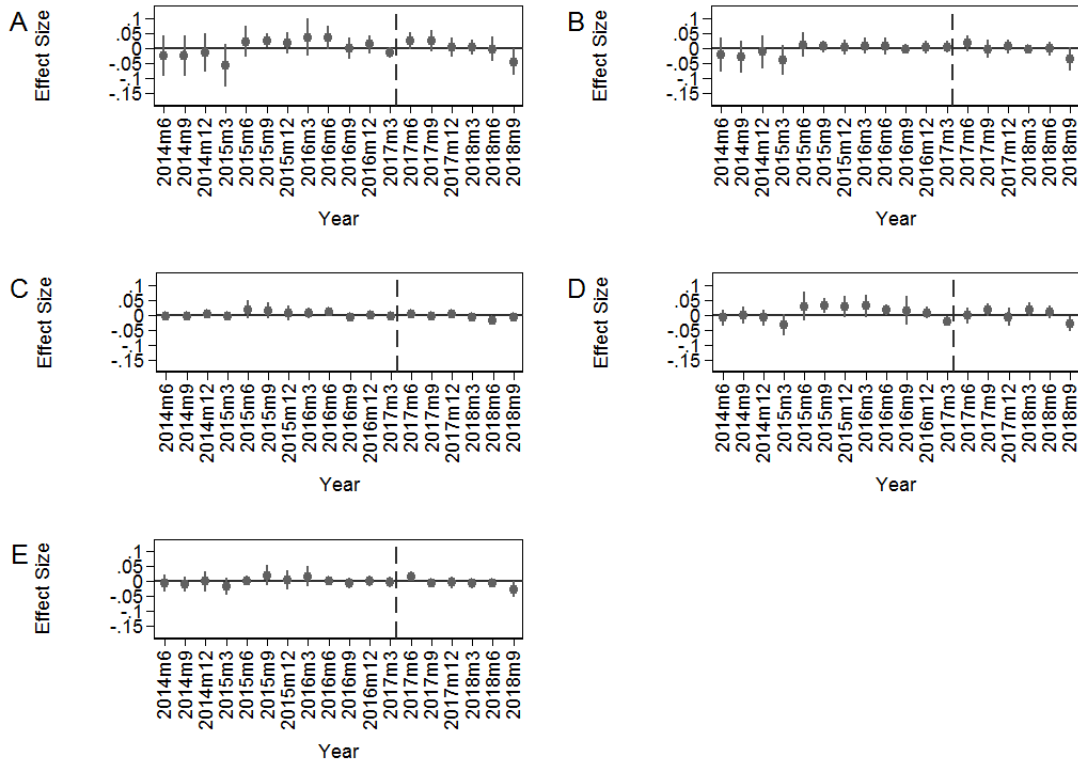 A
Effect Size
.1
.05
0
-.05
-.1
-.15
2014m6
2014m9
2014m12
2015m3
2015m6
2015m9
2015m12
2016m3
2016m6
2016m9
2016m12
2017m3
2017m6
2017m9
2017m12
2018m3
2018m6
2018m9
Year
B
Effect Size
.1
.05
0
-.05
-.1
-.15
2014m6
2014m9
2014m12
2015m3
2015m6
2015m9
2015m12
2016m3
2016m6
2016m9
2016m12
2017m3
2017m6
2017m9
2017m12
2018m3
2018m6
2018m9
Year
C
Effect Size
.1
.05
0
-.05
-.1
-.15
2014m6
2014m9
2014m12
2015m3
2015m6
2015m9
2015m12
2016m3
2016m6
2016m9
2016m12
2017m3
2017m6
2017m9
2017m12
2018m3
2018m6
2018m9
Year
D
Effect Size
.1
.05
0
-.05
-.1
-.15
2014m6
2014m9
2014m12
2015m3
2015m6
2015m9
2015m12
2016m3
2016m6
2016m9
2016m12
2017m3
2017m6
2017m9
2017m12
2018m3
2018m6
2018m9
Year
E
Effect Size
.1
.05
0
-.05
-.1
-.15
2014m6
2014m9
2014m12
2015m3
2015m6
2015m9
2015m12
2016m3
2016m6
2016m9
2016m12
2017m3
2017m6
2017m9
2017m12
2018m3
2018m6
2018m9
Year